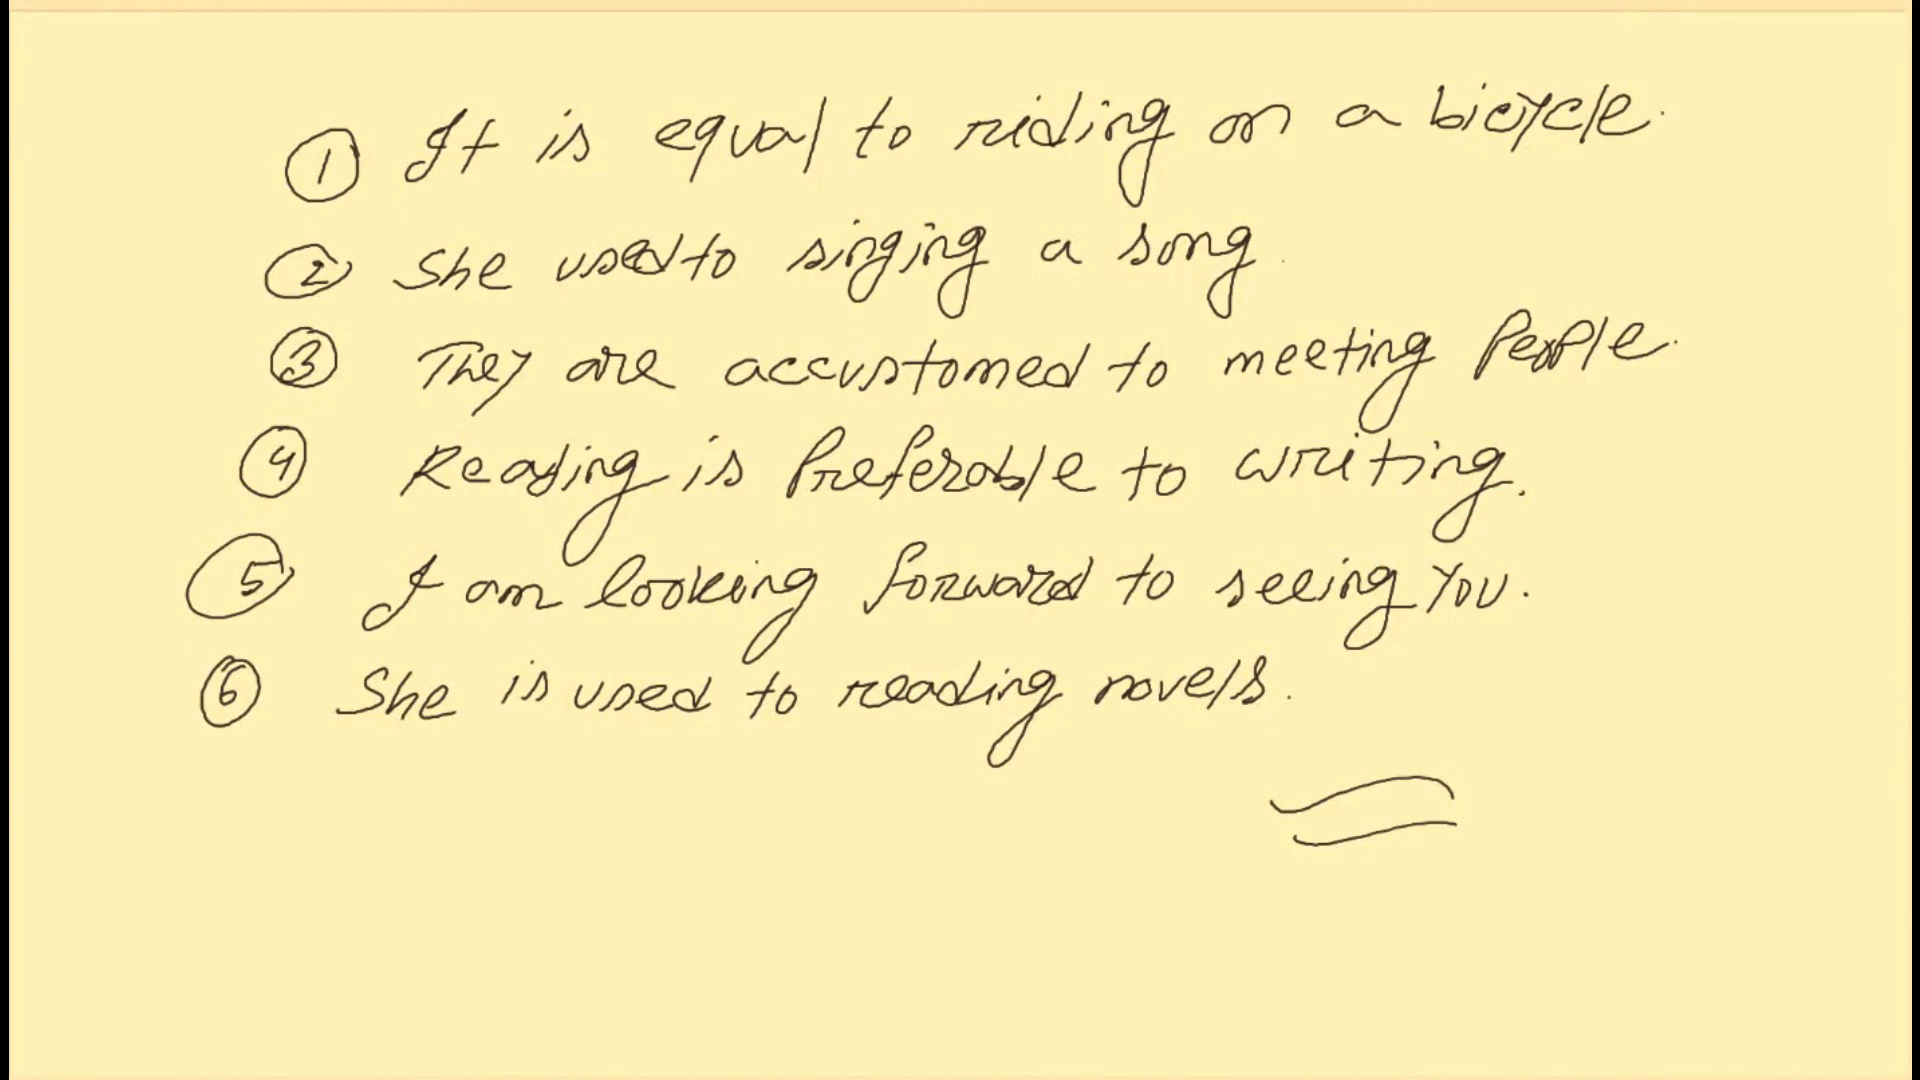 ① It is equal to riding on a bicycle.
② She used to singing a song.
③ They are accustomed to meeting People.
④ Reading is Preferable to writing.
⑤ I am looking forward to seeing You.
⑥ She is used to reading novels.